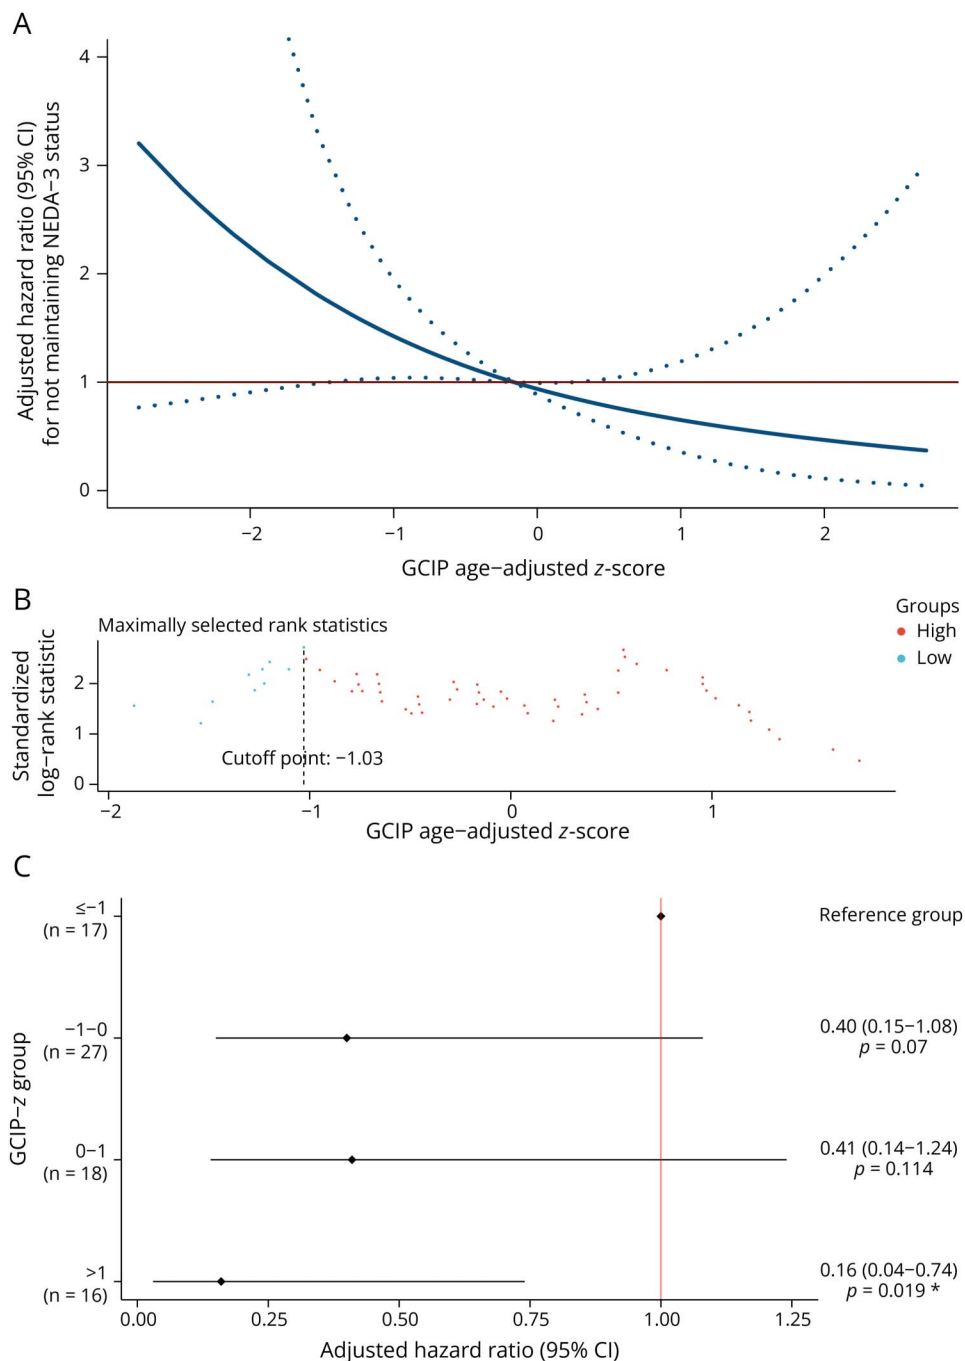 A
Adjusted hazard ratio (95% CI)
for not maintaining NEDA−3 status
4
3
2
1
0
−2
−1
0
1
2
GCIP age−adjusted z-score
B
Maximally selected rank statistics
Groups
High
Low
Standardized
log−rank statistic
2
1
0
Cutoff point: −1.03
−2
−1
0
1
GCIP age−adjusted z-score
C
GCIP−z group
≤−1
(n = 17)
Reference group
−1−0
(n = 27)
0.40 (0.15−1.08)
p = 0.07
0−1
(n = 18)
0.41 (0.14−1.24)
p = 0.114
>1
(n = 16)
0.16 (0.04−0.74)
p = 0.019 *
0.00
0.25
0.50
0.75
1.00
1.25
Adjusted hazard ratio (95% CI)